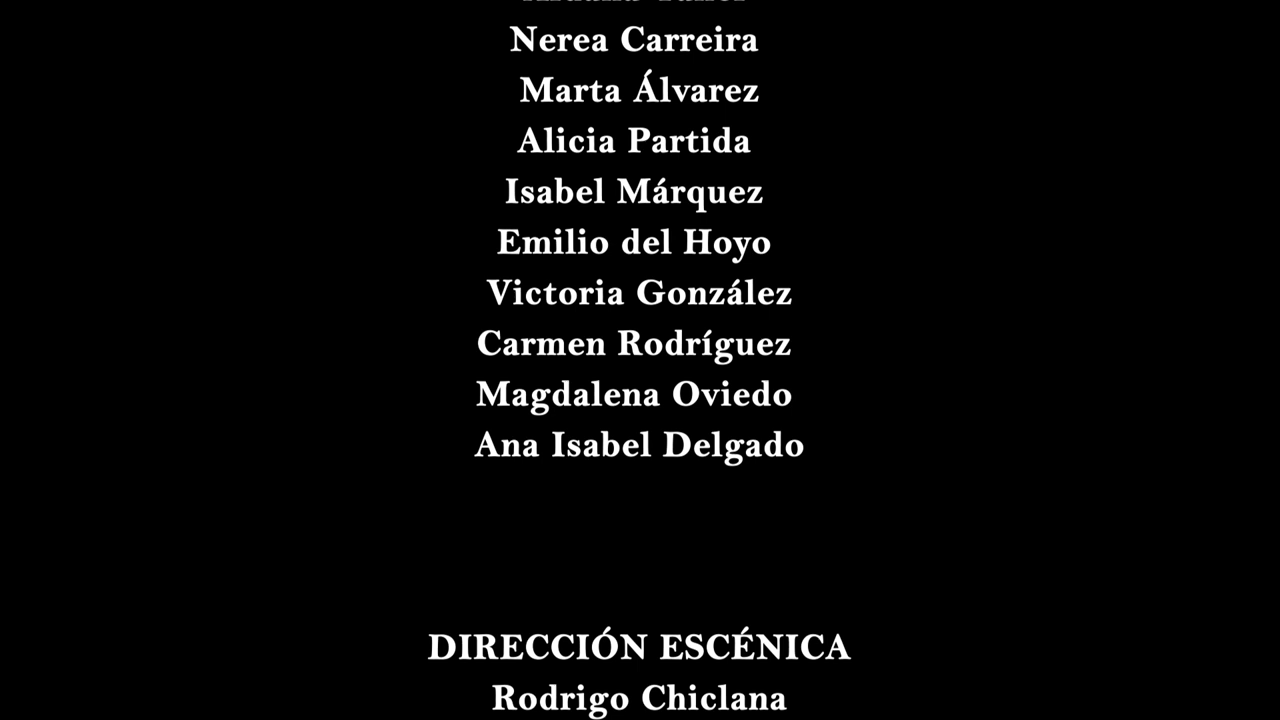 Nerea Carreira
Marta Álvarez
Alicia Partida
Isabel Márquez
Emilio del Hoyo
Victoria González
Carmen Rodríguez
Magdalena Oviedo
Ana Isabel Delgado
DIRECCIÓN ESCÉNICA
Rodrigo Chiclana